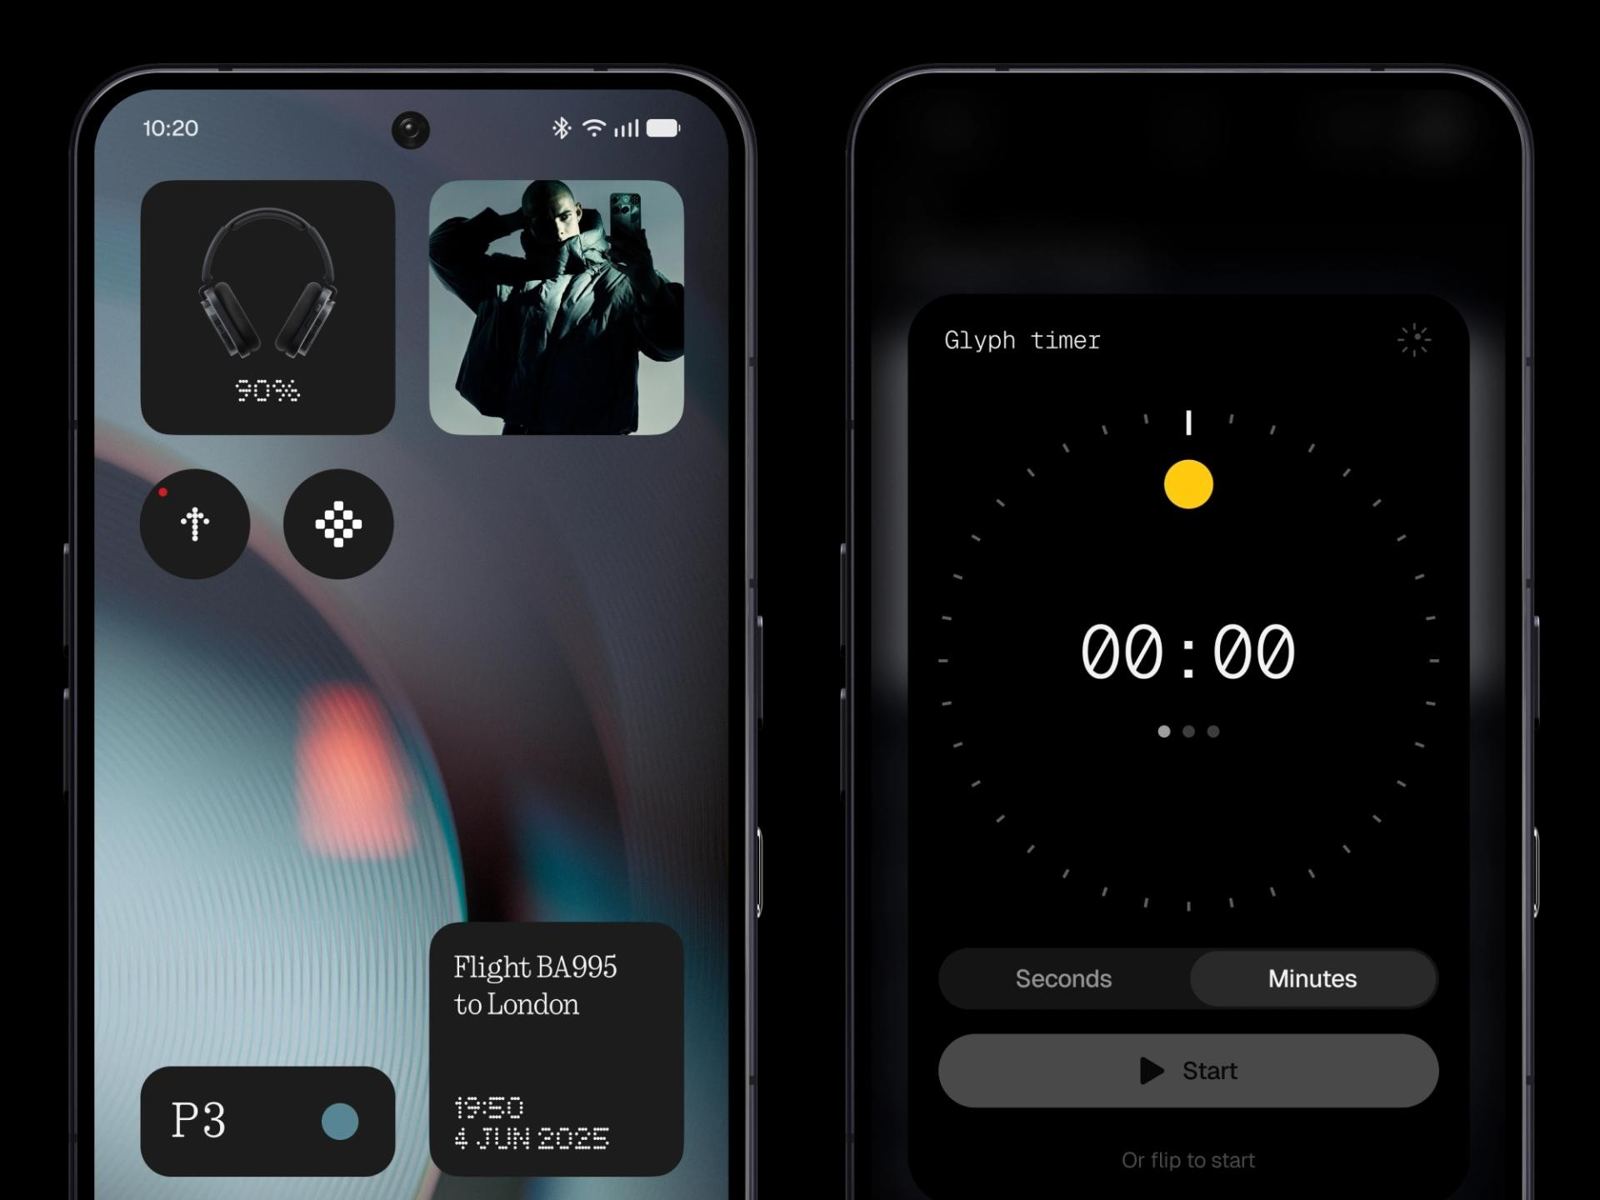 10:20
90%
Flight BA995
to London
19:50
4 JUN 2025
P3
Glyph timer
00:00
Seconds
Minutes
Start
Or flip to start